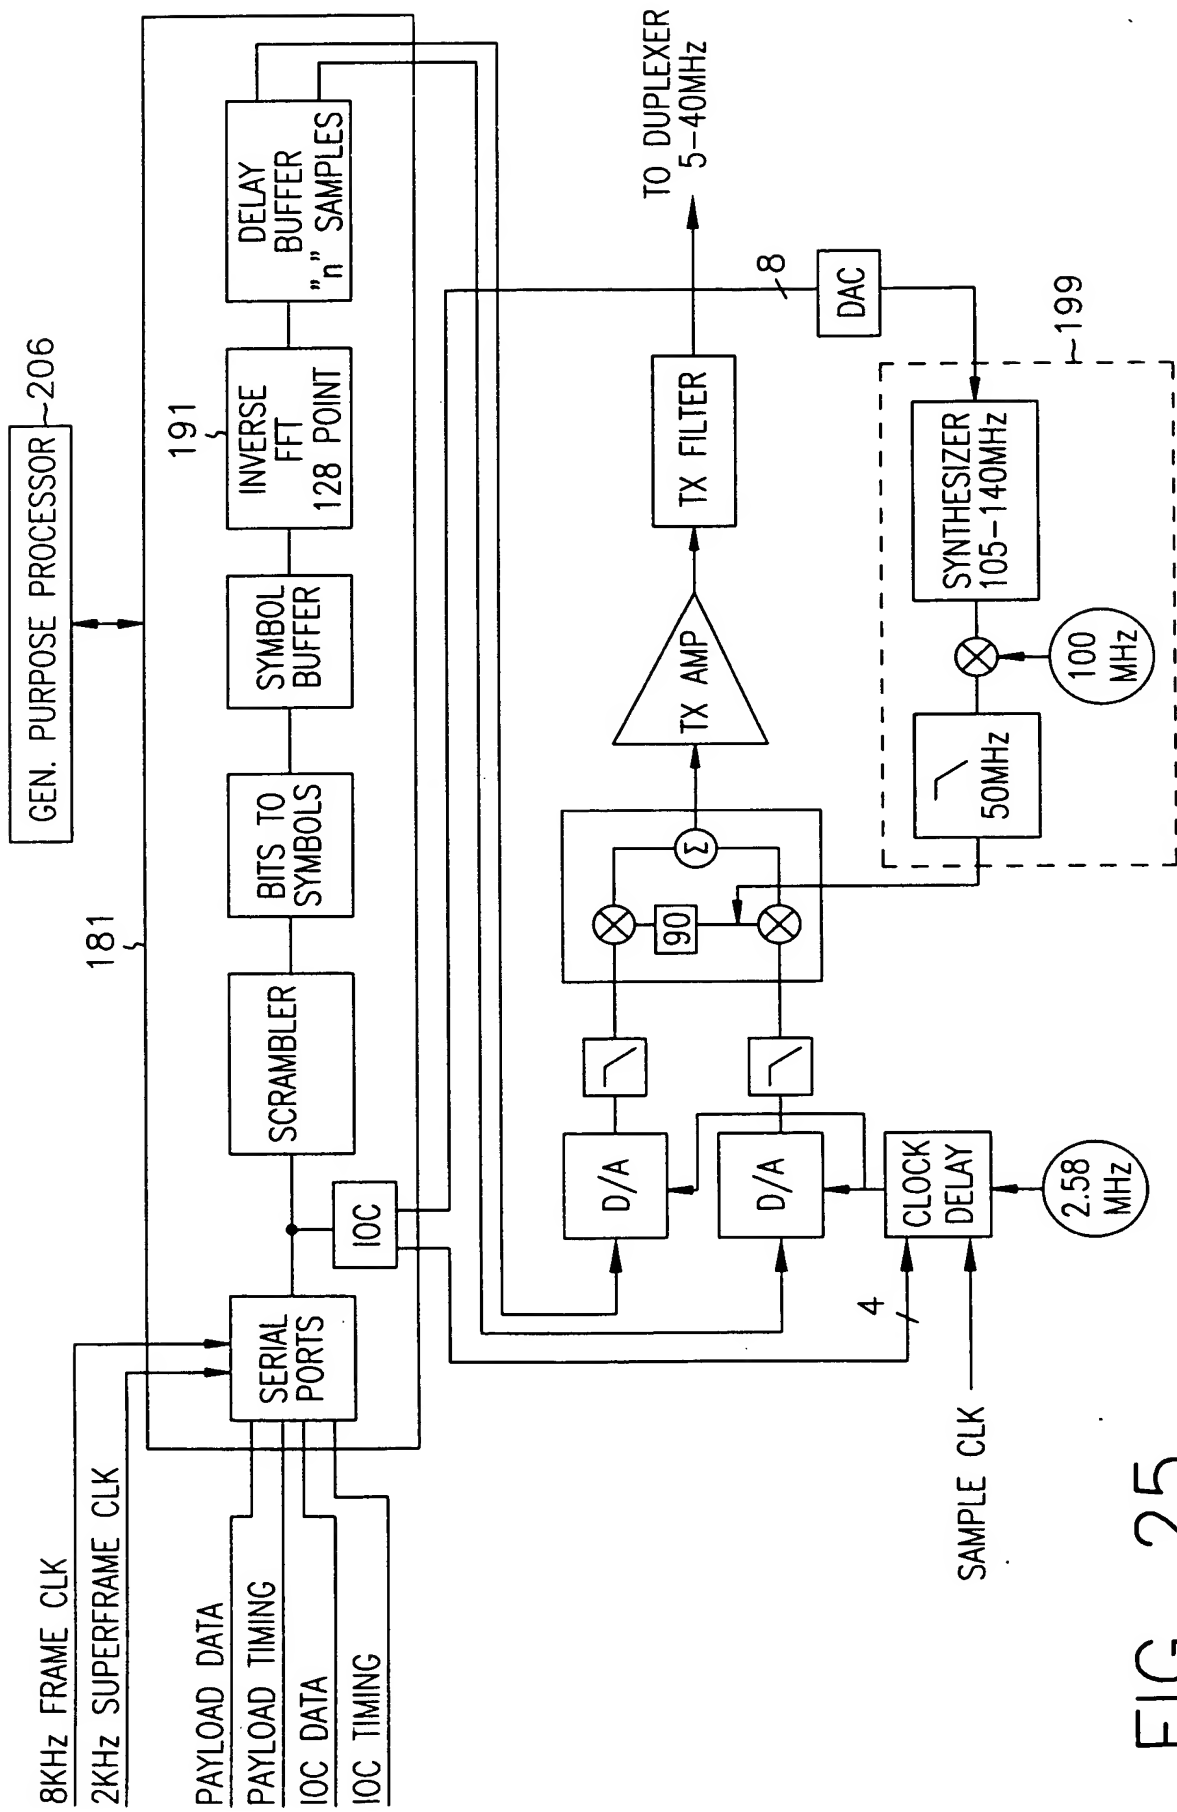 GEN. PURPOSE PROCESSOR
206
181
8KHz FRAME CLK
2KHz SUPERFRAME CLK
PAYLOAD DATA
PAYLOAD TIMING
IOC DATA
IOC TIMING
SERIAL
PORTS
SCRAMBLER
BITS TO
SYMBOLS
SYMBOL
BUFFER
191
INVERSE
FFT
128 POINT
DELAY
BUFFER
"n" SAMPLES
IOC
D/A
D/A
90
Σ
TX AMP
TX FILTER
TO DUPLEXER
5-40MHz
8
DAC
4
CLOCK
DELAY
SAMPLE CLK
2.58
MHz
50MHz
100
MHz
SYNTHESIZER
105-140MHz
199
FIG. 25